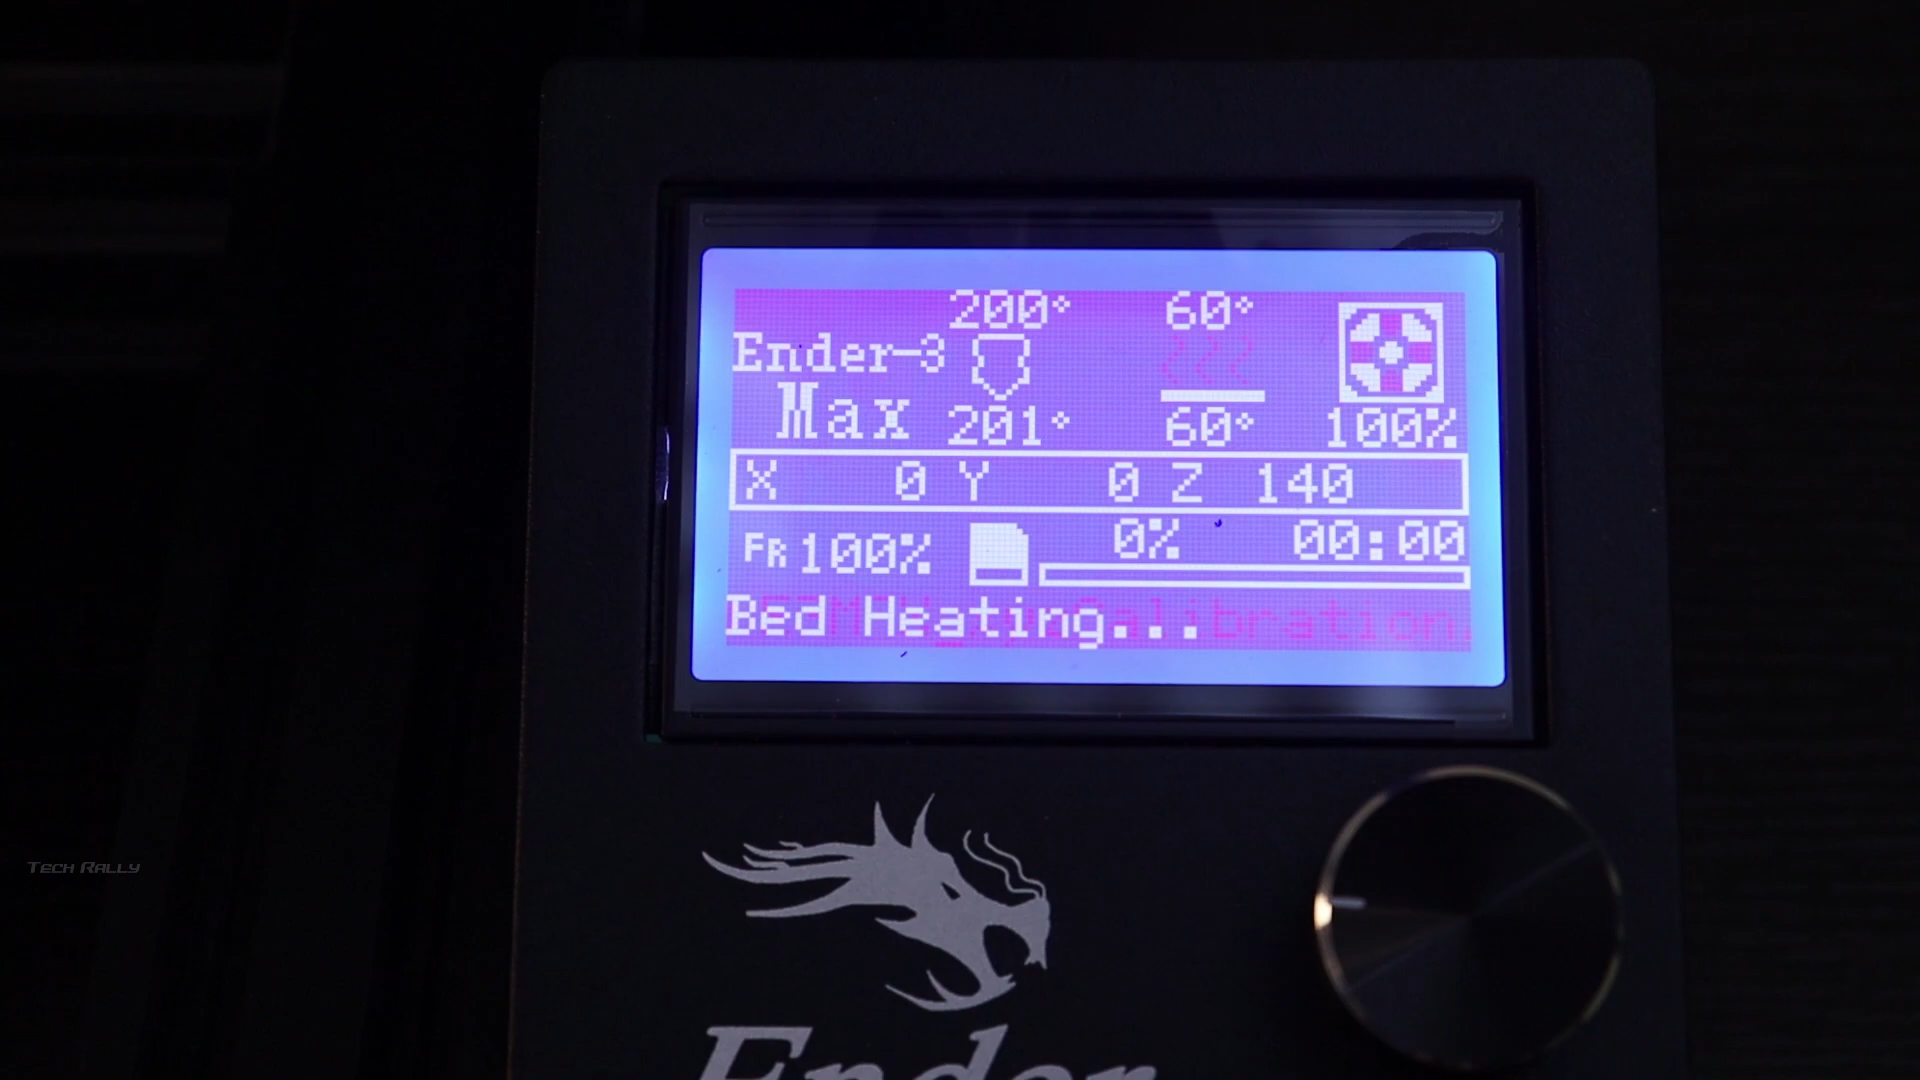 200° 60°
Ender-3
Max 201° 60° 100%
X 0 Y 0 Z 140
FR 100% 0% 00:00
Bed Heating...
TECH RALLY
Ender